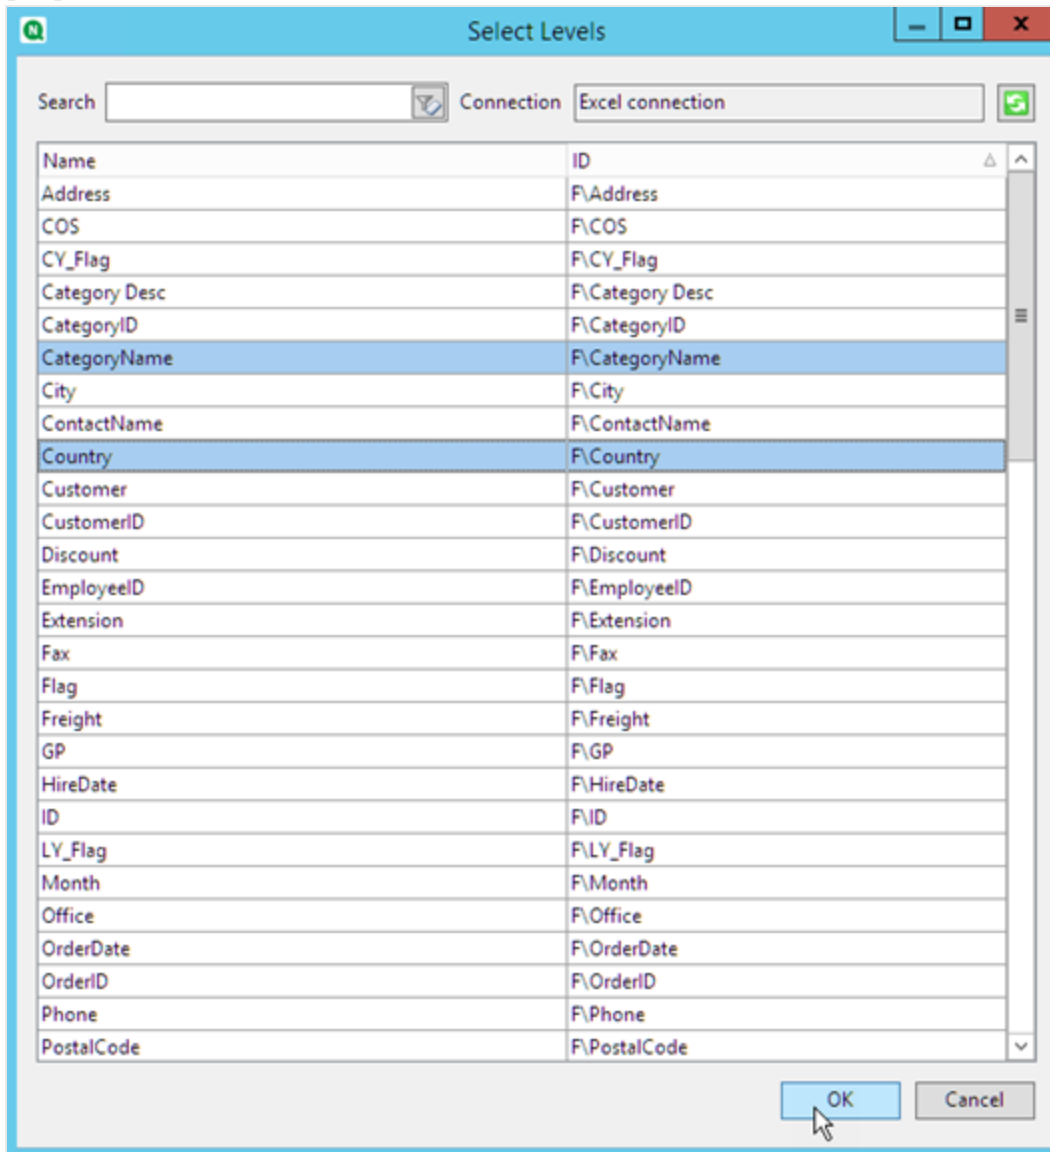 N
Select Levels
Search Connection Excel connection
Name ID
Address F\Address
COS F\COS
CY_Flag F\CY_Flag
Category Desc F\Category Desc
CategoryID F\CategoryID
CategoryName F\CategoryName
City F\City
ContactName F\ContactName
Country F\Country
Customer F\Customer
CustomerID F\CustomerID
Discount F\Discount
EmployeeID F\EmployeeID
Extension F\Extension
Fax F\Fax
Flag F\Flag
Freight F\Freight
GP F\GP
HireDate F\HireDate
ID F\ID
LY_Flag F\LY_Flag
Month F\Month
Office F\Office
OrderDate F\OrderDate
OrderID F\OrderID
Phone F\Phone
PostalCode F\PostalCode
OK Cancel